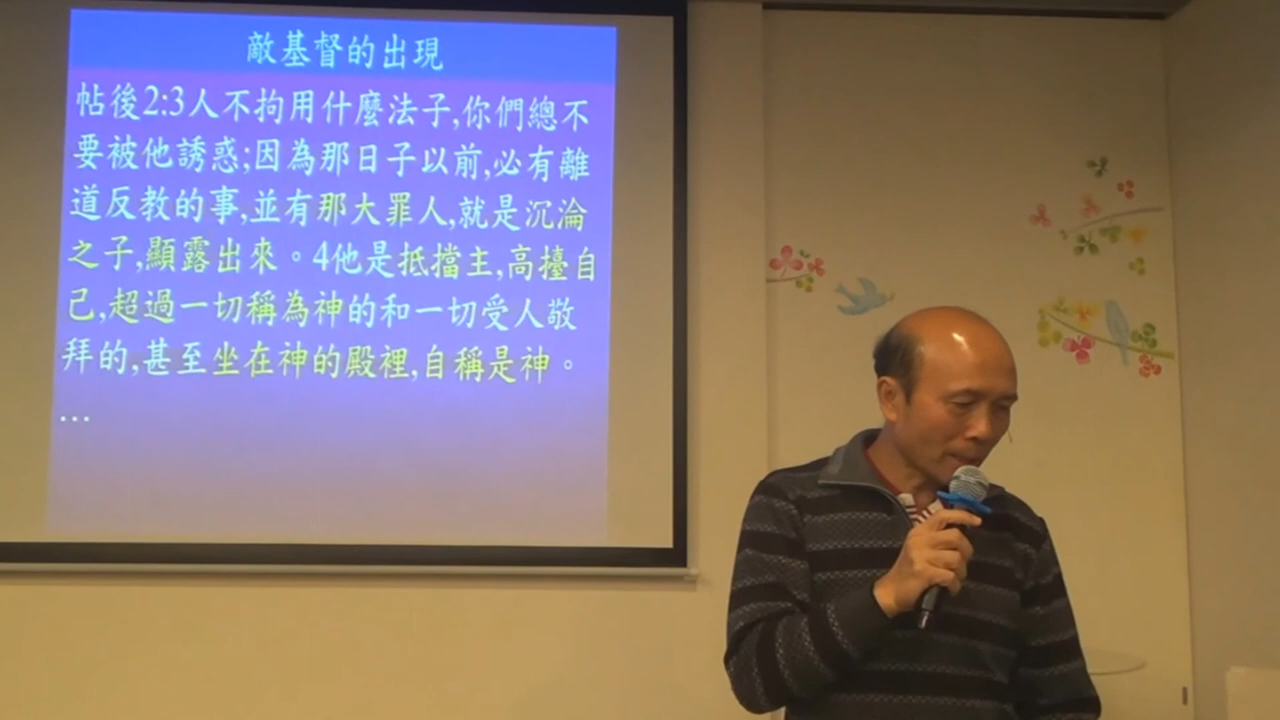 敵基督的出現
帖後2:3人不拘用什麼法子,你們總不
要被他誘惑;因為那日子以前,必有離
道反教的事,並有那大罪人,就是沉淪
之子,顯露出來。4他是抵擋主,高擡自
己,超過一切稱為神的和一切受人敬
拜的,甚至坐在神的殿裡,自稱是神。
…